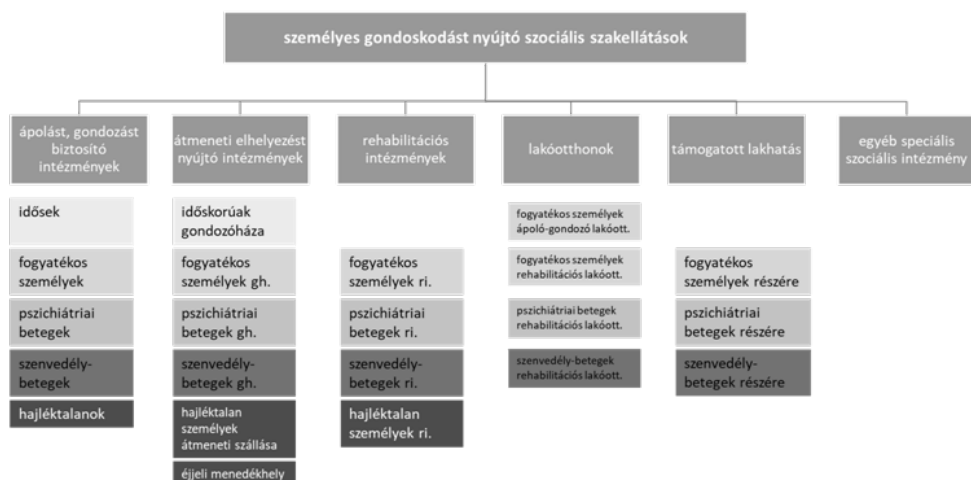 személyes gondoskodást nyújtó szociális szakellátások
ápolást, gondozást
biztosító
intézmények
átmeneti elhelyezést
nyújtó intézmények
rehabilitációs
intézmények
lakóotthonok
támogatott lakhatás
egyéb speciális
szociális intézmény
idősek
fogyatékos
személyek
pszichiátriai
betegek
szenvedély-
betegek
hajléktalanok
időskorúak
gondozóháza
fogyatékos
személyek gh.
pszichiátriai
betegek gh.
szenvedély-
betegek gh.
hajléktalan
személyek
átmeneti szállása
éjjeli menedékhely
fogyatékos
személyek ri.
pszichiátriai
betegek ri.
szenvedély-
betegek ri.
hajléktalan
személyek ri.
fogyatékos személyek
ápoló-gondozó lakóott.
fogyatékos személyek
rehabilitációs lakóott.
pszichiátriai betegek
rehabilitációs lakóott.
szenvedély-betegek
rehabilitációs lakóott.
fogyatékos
személyek részére
pszichiátriai
betegek részére
szenvedély-
betegek részére